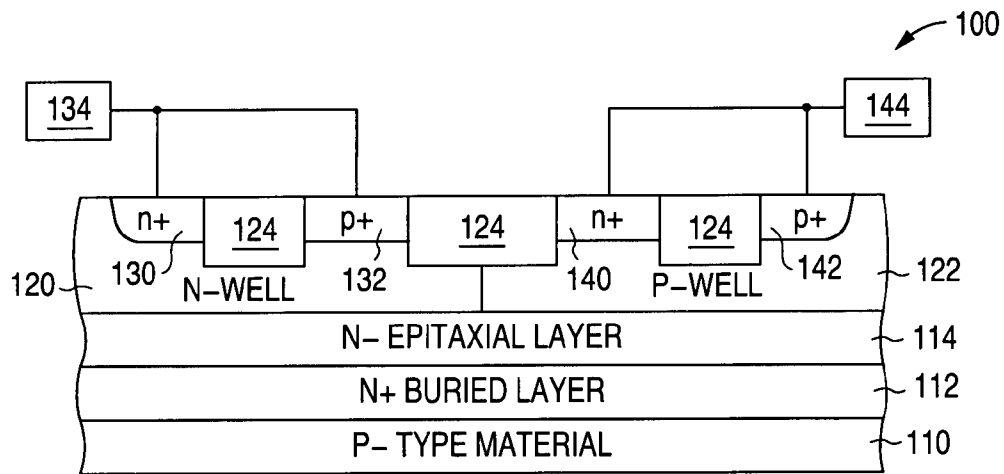 100
134
144
n+
124
p+
124
n+
124
p+
120
130
N-WELL
132
140
P-WELL
142
122
N- EPITAXIAL LAYER
114
N+ BURIED LAYER
112
P- TYPE MATERIAL
110